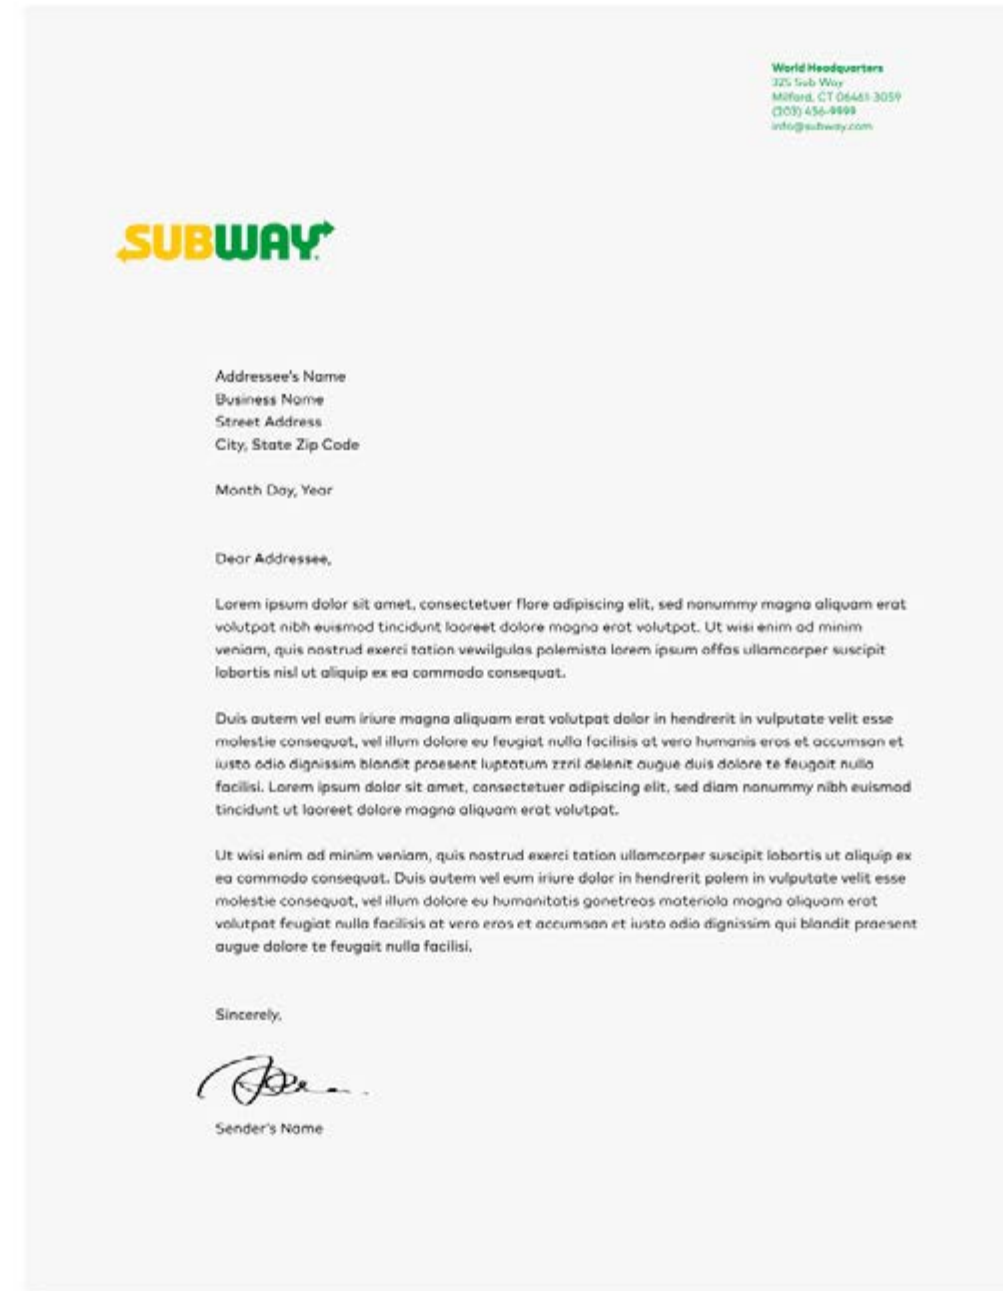 World Headquarters
325 Sub Way
Milford, CT 06461-3059
info@subway.com
SUBWAY
Addressee's Name
Business Name
Street Address
City, State Zip Code
Month Day, Year
Dear Addressee,
Lorem ipsum dolor sit amet, consectetuer flore adipiscing elit, sed nonummy magna aliquam erat
volutpat nibh euismod tincidunt laoreet dolore magna erat volutpat. Ut wisi enim ad minim
veniam, quis nostrud exerci tation vewilgulas polemista lorem ipsum offas ullamcorper suscipit
lobortis nisl ut aliquip ex ea commodo consequat.
Duis autem vel eum iriure magna aliquam erat volutpat dolor in hendrerit in vulputate velit esse
molestie consequat, vel illum dolore eu feugiat nulla facilisis at vero humanis eros et accumsan et
iusto odio dignissim blandit praesent luptatum zzril delenit augue duis dolore te feugait nulla
facilisi. Lorem ipsum dolor sit amet, consectetuer adipiscing elit, sed diam nonummy nibh euismod
tincidunt ut laoreet dolore magna aliquam erat volutpat.
Ut wisi enim ad minim veniam, quis nostrud exerci tation ullamcorper suscipit lobortis ut aliquip ex
ea commodo consequat. Duis autem vel eum iriure dolor in hendrerit polem in vulputate velit esse
molestie consequat, vel illum dolore eu humanitatis gonetreas materiola magna aliquam erat
volutpat feugiat nulla facilisis at vero eros et accumsan et iusto odio dignissim qui blandit praesent
augue dolore te feugait nulla facilisi.
Sincerely,
Sender's Name